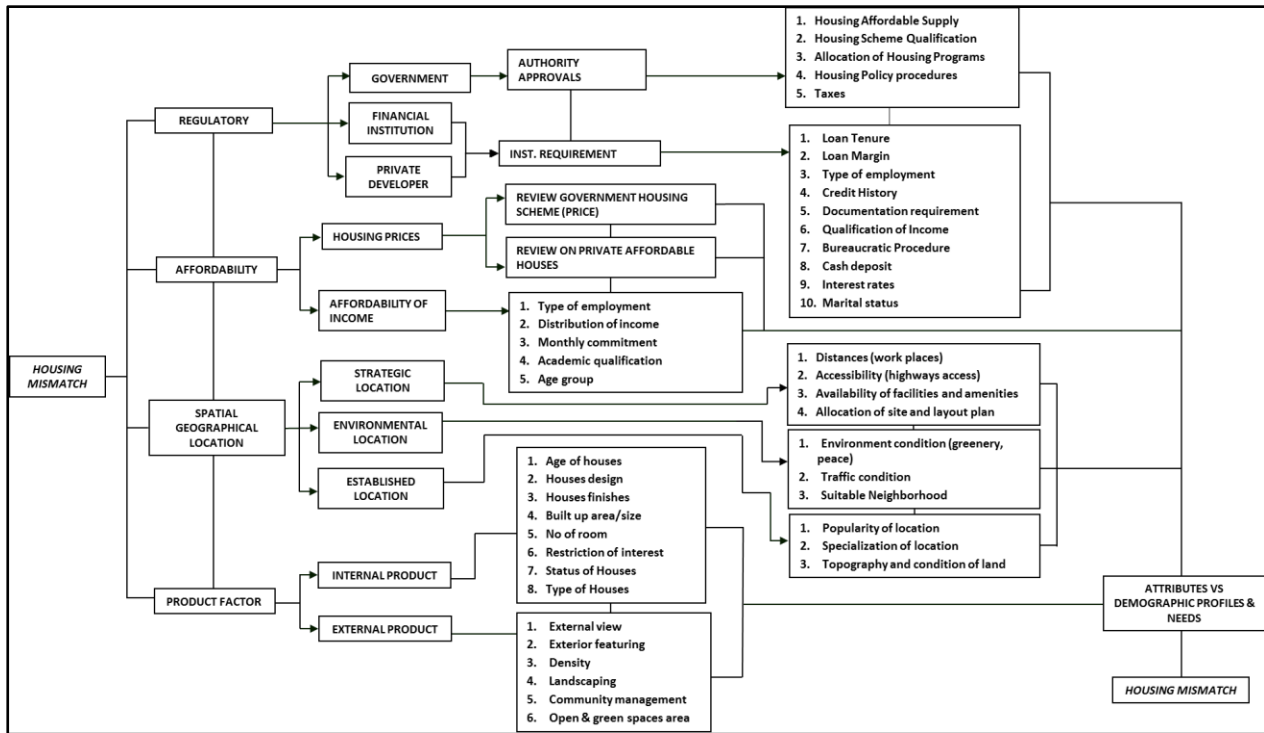 HOUSING
MISMATCH
REGULATORY
AFFORDABILITY
SPATIAL
GEOGRAPHICAL
LOCATION
PRODUCT FACTOR
GOVERNMENT
FINANCIAL
INSTITUTION
PRIVATE
DEVELOPER
AUTHORITY
APPROVALS
INST. REQUIREMENT
1. Housing Affordable Supply
2. Housing Scheme Qualification
3. Allocation of Housing Programs
4. Housing Policy procedures
5. Taxes
1. Loan Tenure
2. Loan Margin
3. Type of employment
4. Credit History
5. Documentation requirement
6. Qualification of Income
7. Bureaucratic Procedure
8. Cash deposit
9. Interest rates
10. Marital status
HOUSING PRICES
AFFORDABILITY OF
INCOME
REVIEW GOVERNMENT HOUSING
SCHEME (PRICE)
REVIEW ON PRIVATE AFFORDABLE
HOUSES
1. Type of employment
2. Distribution of income
3. Monthly commitment
4. Academic qualification
5. Age group
STRATEGIC
LOCATION
ENVIRONMENTAL
LOCATION
ESTABLISHED
LOCATION
1. Distances (work places)
2. Accessibility (highways access)
3. Availability of facilities and amenities
4. Allocation of site and layout plan
1. Environment condition (greenery,
peace)
2. Traffic condition
3. Suitable Neighborhood
1. Popularity of location
2. Specialization of location
3. Topography and condition of land
INTERNAL PRODUCT
EXTERNAL PRODUCT
1. Age of houses
2. Houses design
3. Houses finishes
4. Built up area/size
5. No of room
6. Restriction of interest
7. Status of Houses
8. Type of Houses
1. External view
2. Exterior featuring
3. Density
4. Landscaping
5. Community management
6. Open & green spaces area
ATTRIBUTES VS
DEMOGRAPHIC PROFILES &
NEEDS
HOUSING MISMATCH